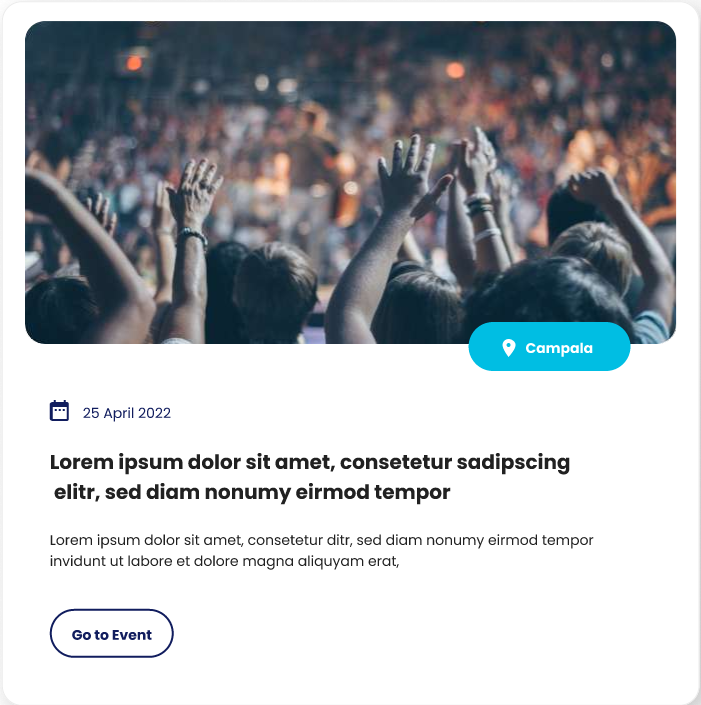 Campala
25 April 2022
Lorem ipsum dolor sit amet, consetetur sadipscing
elitr, sed diam nonumy eirmod tempor
Lorem ipsum dolor sit amet, consetetur ditr, sed diam nonumy eirmod tempor
invidunt ut labore et dolore magna aliquyam erat,
Go to Event